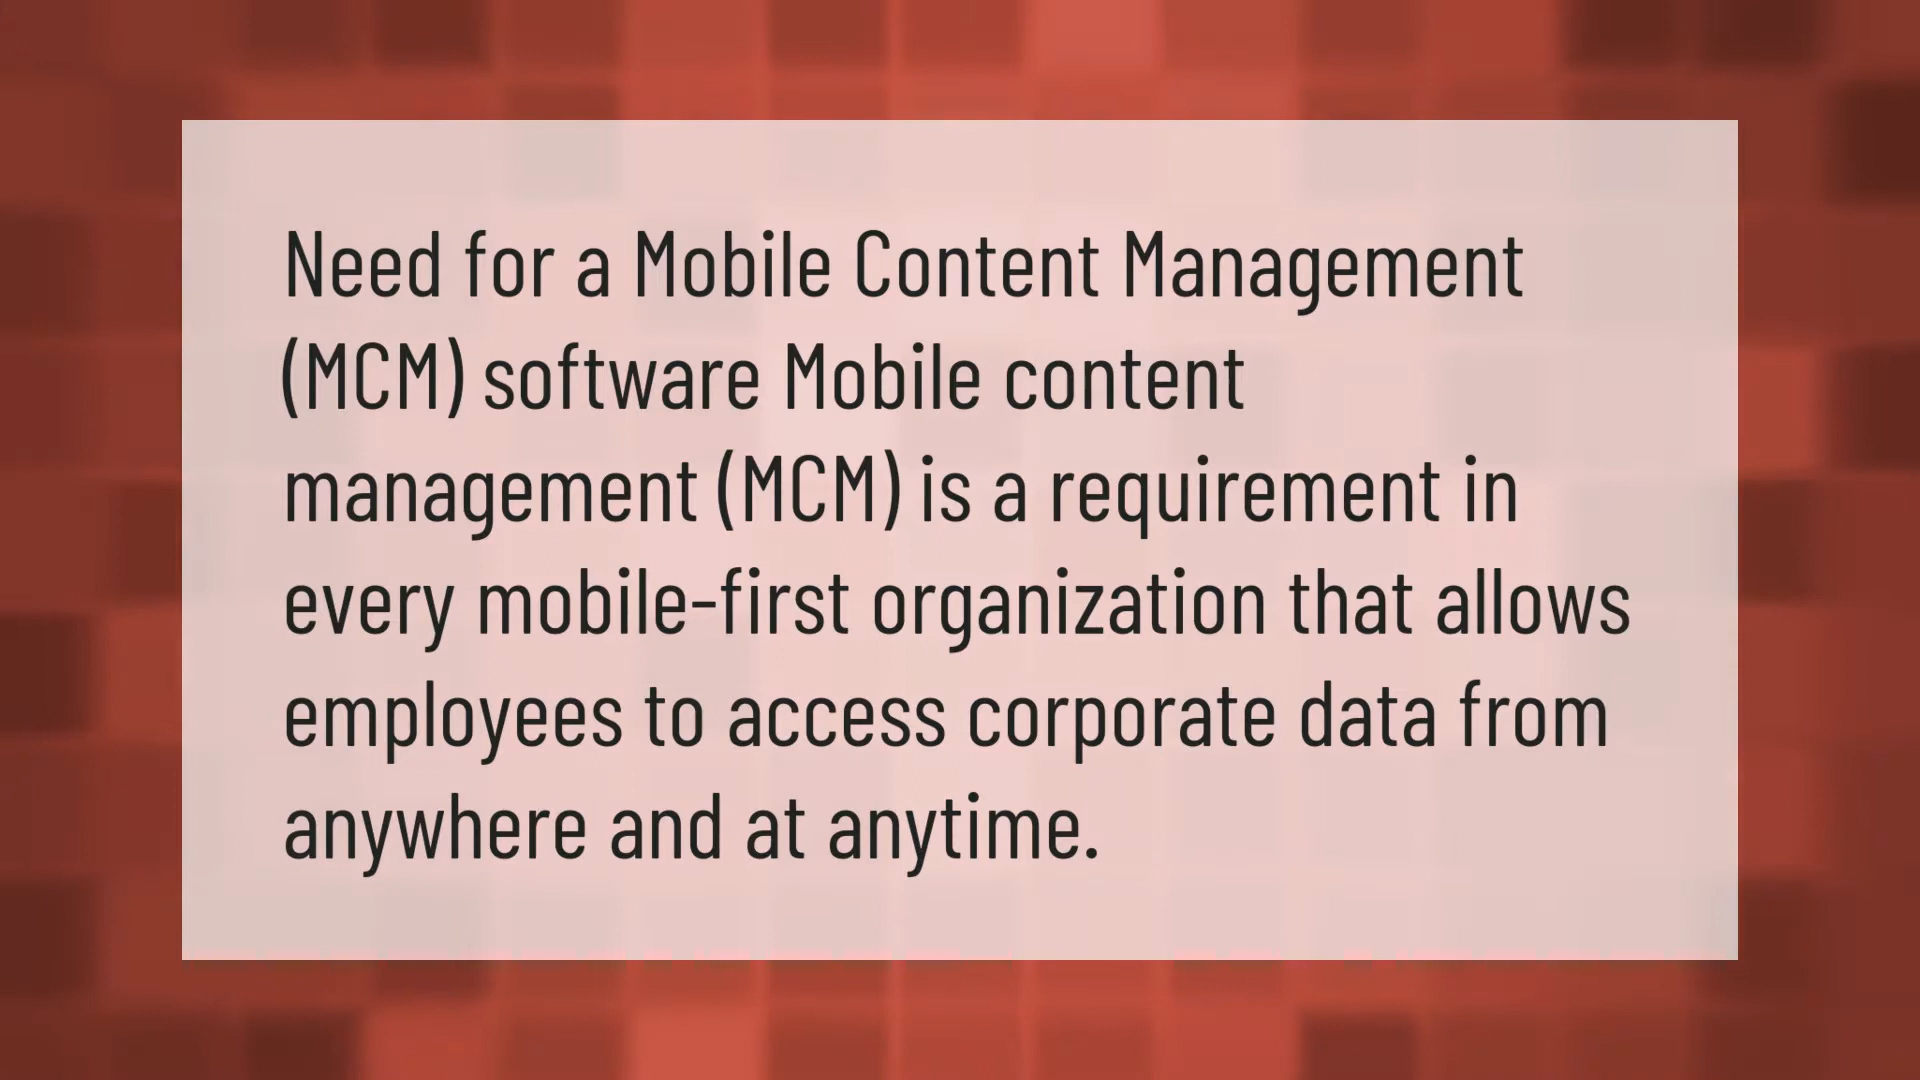 Need for a Mobile Content Management
(MCM) software Mobile content
management (MCM) is a requirement in
every mobile-first organization that allows
employees to access corporate data from
anywhere and at anytime.